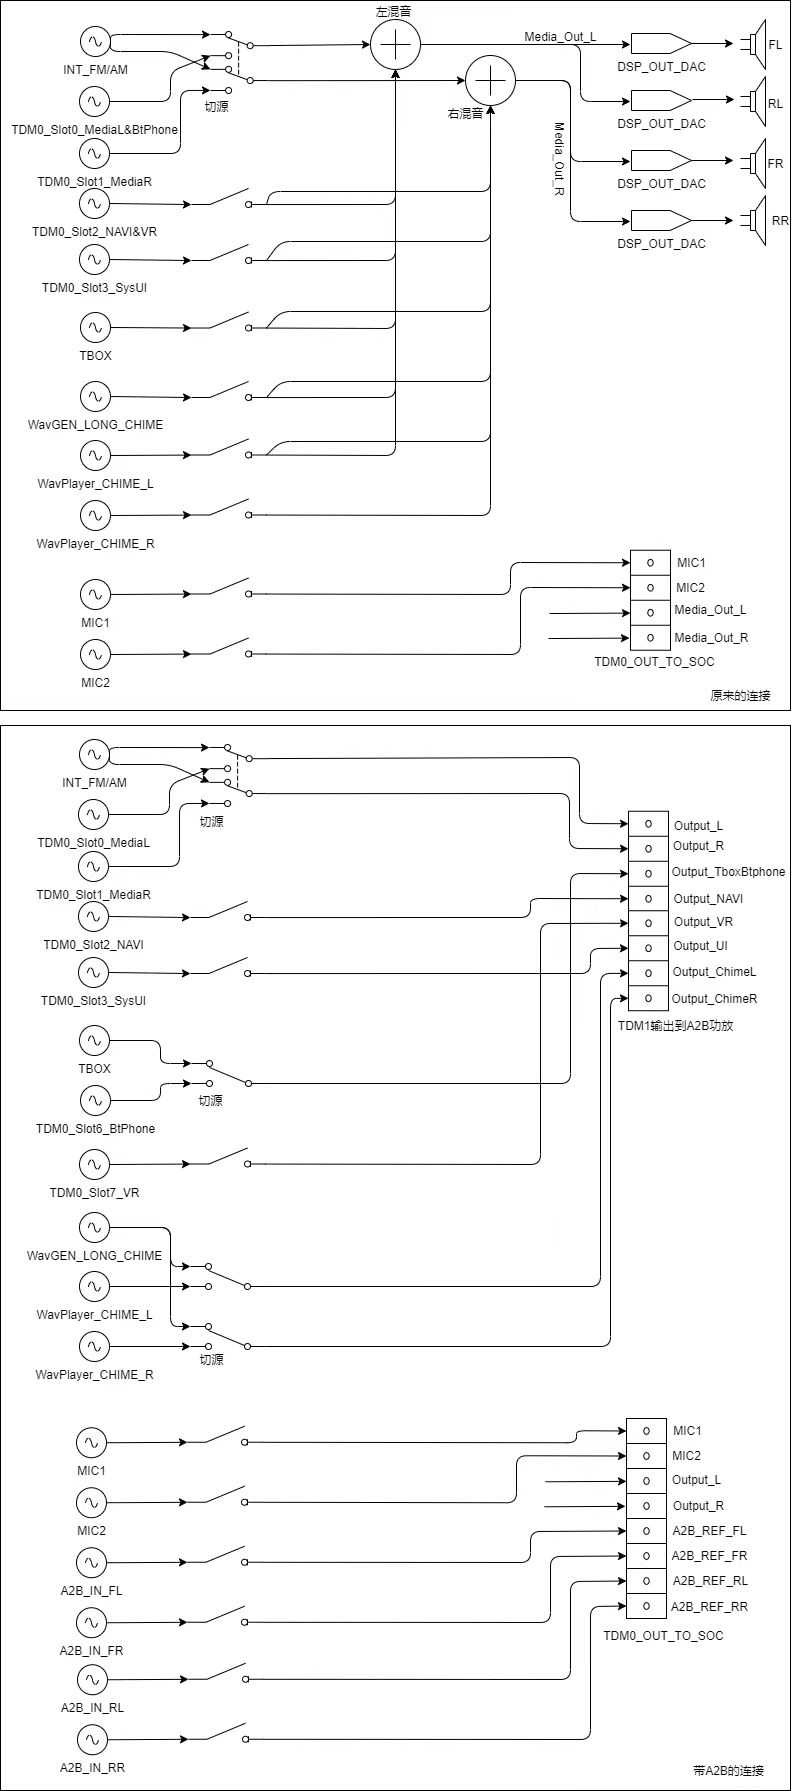 左混音
INT_FM/AM
Media_Out_L
DSP_OUT_DAC
FL
TDM0_Slot0_MediaL&BtPhone
切源
右混音
DSP_OUT_DAC
RL
TDM0_Slot1_MediaR
Media_Out_R
DSP_OUT_DAC
FR
TDM0_Slot2_NAVI&VR
DSP_OUT_DAC
RR
TDM0_Slot3_SysUI
TBOX
WavGEN_LONG_CHIME
WavPlayer_CHIME_L
WavPlayer_CHIME_R
MIC1
MIC2
MIC1
MIC2
Media_Out_L
Media_Out_R
TDM0_OUT_TO_SOC
原来的连接
INT_FM/AM
TDM0_Slot0_MediaL
切源
TDM0_Slot1_MediaR
TDM0_Slot2_NAVI
TDM0_Slot3_SysUI
TBOX
切源
TDM0_Slot6_BtPhone
TDM0_Slot7_VR
WavGEN_LONG_CHIME
WavPlayer_CHIME_L
切源
WavPlayer_CHIME_R
Output_L
Output_R
Output_TboxBtphone
Output_NAVI
Output_VR
Output_UI
Output_ChimeL
Output_ChimeR
TDM1输出到A2B功放
MIC1
MIC2
A2B_IN_FL
A2B_IN_FR
A2B_IN_RL
A2B_IN_RR
MIC1
MIC2
Output_L
Output_R
A2B_REF_FL
A2B_REF_FR
A2B_REF_RL
A2B_REF_RR
TDM0_OUT_TO_SOC
带A2B的连接